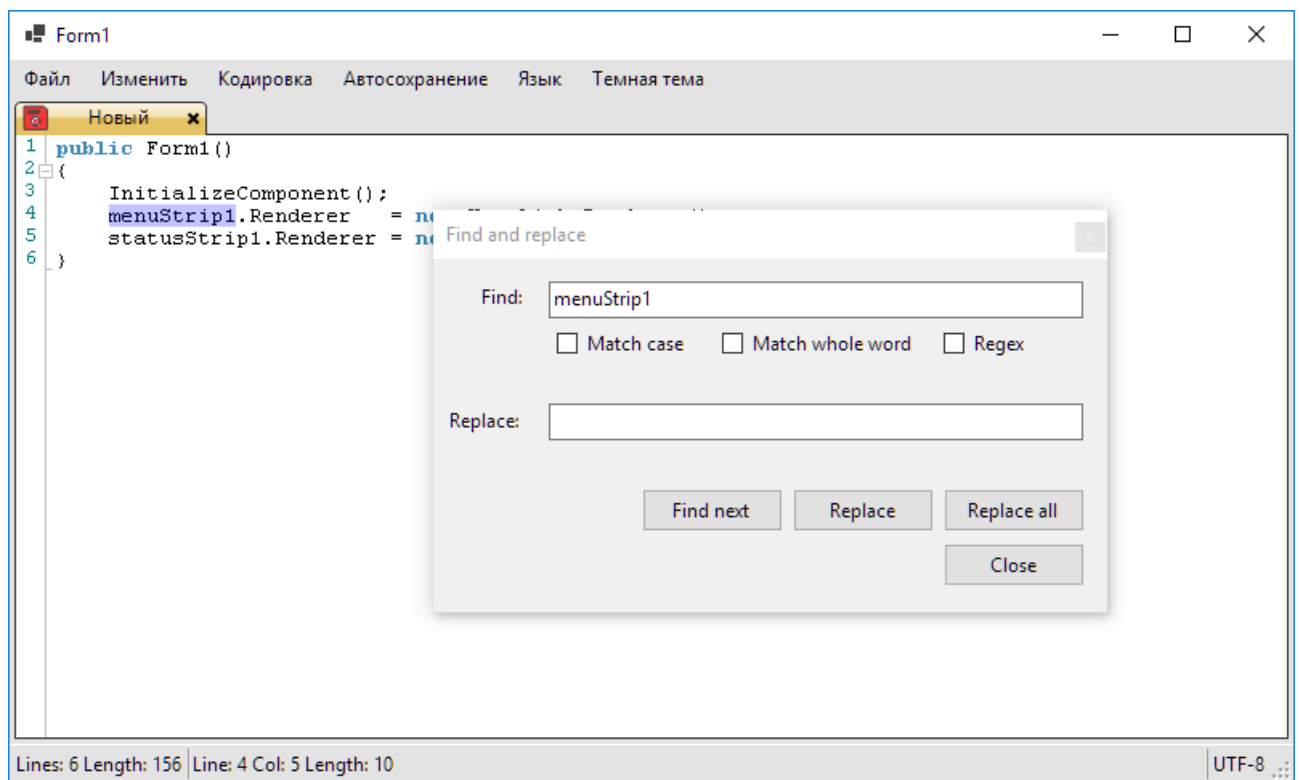 Form1
Файл Изменить Кодировка Автосохранение Язык Темная тема
Новый
1 public Form1()
2 {
3 InitializeComponent();
4 menuStrip1.Renderer =
5 statusStrip1.Renderer =
6 }
Find and replace
Find: menuStrip1
Match case Match whole word Regex
Replace:
Find next Replace Replace all
Close
Lines: 6 Length: 156 Line: 4 Col: 5 Length: 10 UTF-8